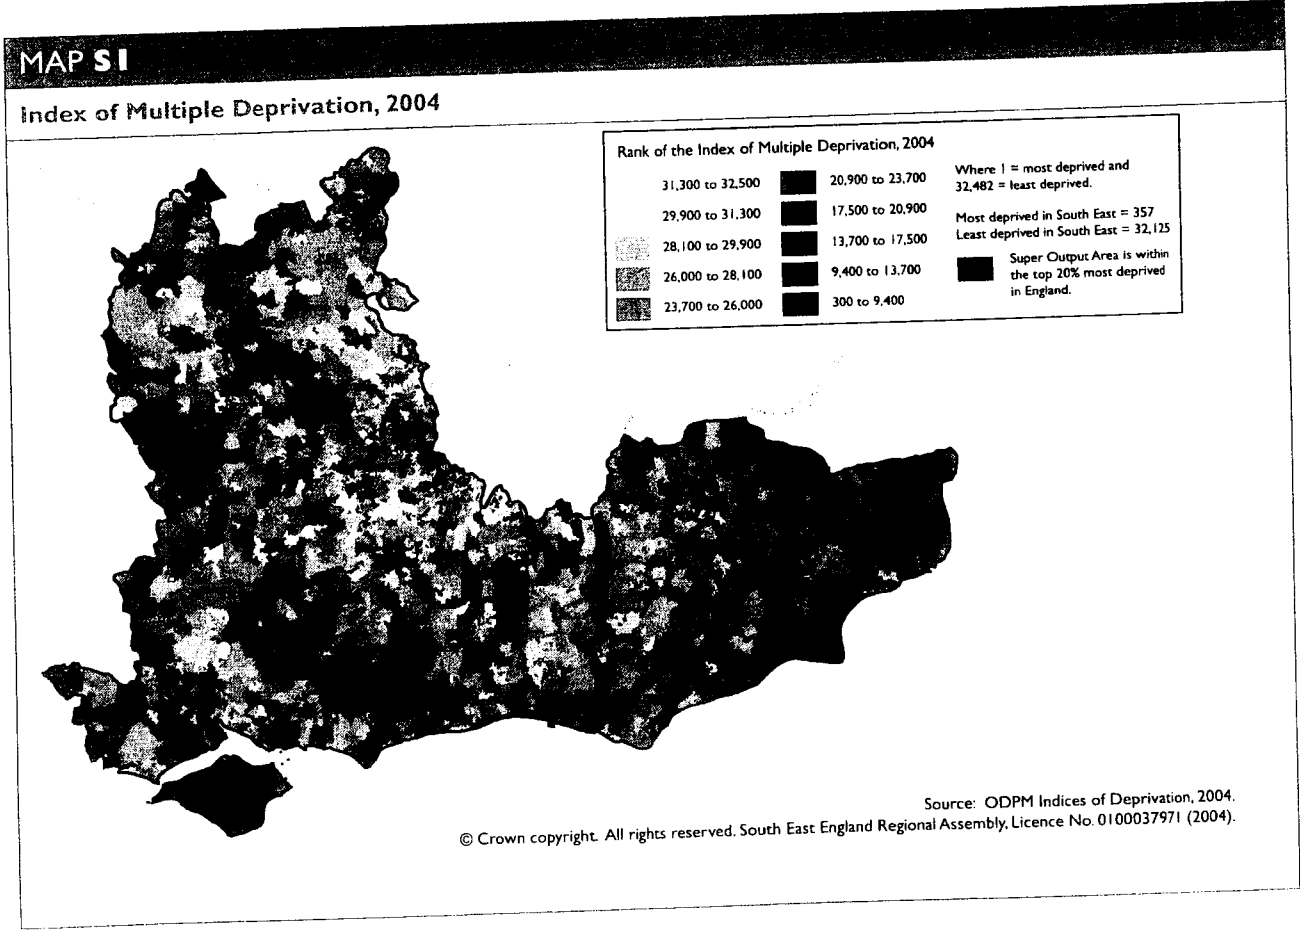 MAP S1
Index of Multiple Deprivation, 2004
Rank of the Index of Multiple Deprivation, 2004
31,300 to 32,500
29,900 to 31,300
28,100 to 29,900
26,000 to 28,100
23,700 to 26,000
20,900 to 23,700
17,500 to 20,900
13,700 to 17,500
9,400 to 13,700
300 to 9,400
Where 1 = most deprived and
32,482 = least deprived.
Most deprived in South East = 357
Least deprived in South East = 32,125
Super Output Area is within
the top 20% most deprived
in England.
Source: ODPM Indices of Deprivation, 2004.
© Crown copyright. All rights reserved. South East England Regional Assembly, Licence No. 0100037971 (2004).